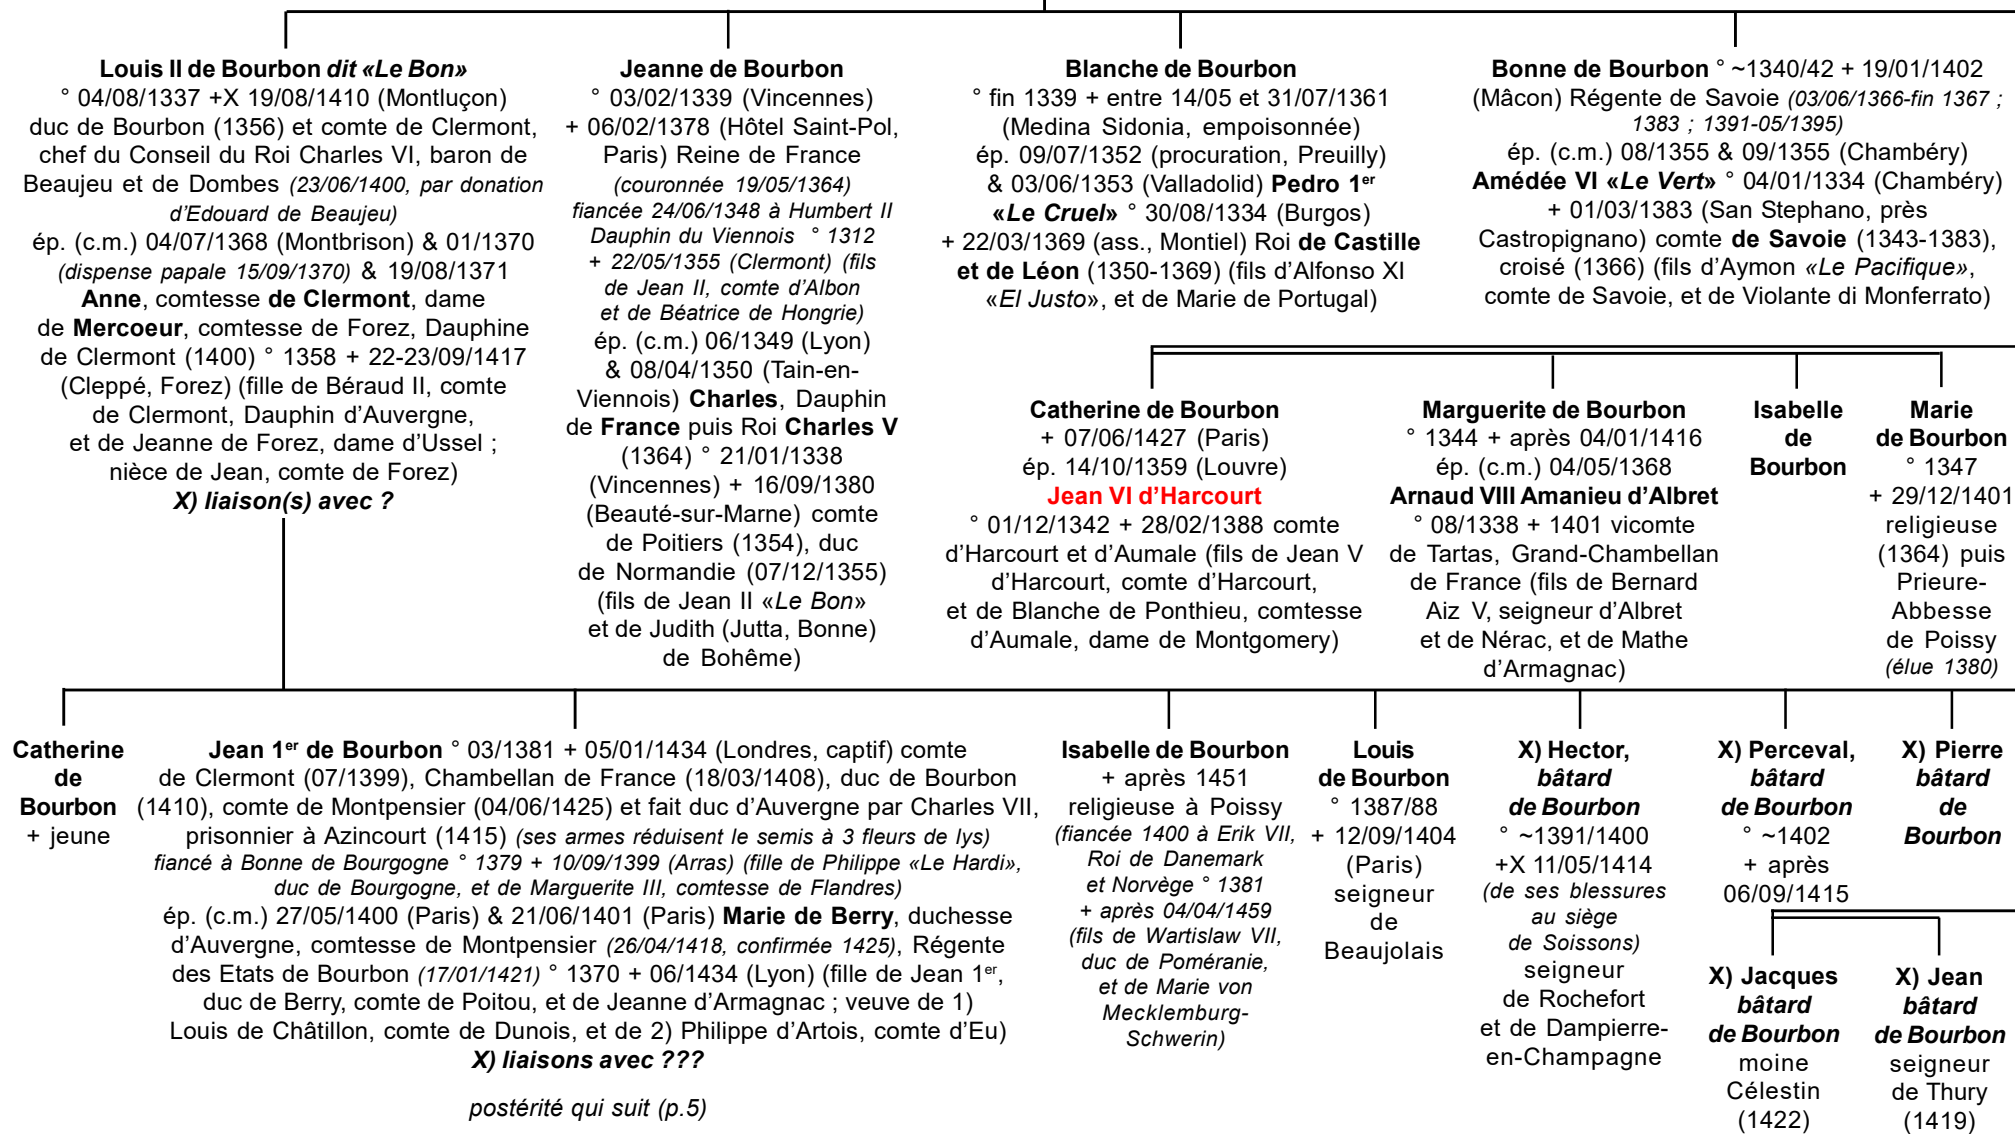 Louis II de Bourbon dit «Le Bon»
° 04/08/1337 +X 19/08/1410 (Montluçon)
duc de Bourbon (1356) et comte de Clermont,
chef du Conseil du Roi Charles VI, baron de
Beaujeu et de Dombes (23/06/1400, par donation
d’Edouard de Beaujeu)
ép. (c.m.) 04/07/1368 (Montbrison) & 01/1370
(dispense papale 15/09/1370) & 19/08/1371
Anne, comtesse de Clermont, dame
de Mercoeur, comtesse de Forez, Dauphine
de Clermont (1400) ° 1358 + 22-23/09/1417
(Cleppé, Forez) (fille de Béraud II, comte
de Clermont, Dauphin d’Auvergne,
et de Jeanne de Forez, dame d’Ussel ;
nièce de Jean, comte de Forez)
X) liaison(s) avec ?
Jeanne de Bourbon
° 03/02/1339 (Vincennes)
+ 06/02/1378 (Hôtel Saint-Pol,
Paris) Reine de France
(couronnée 19/05/1364)
fiancée 24/06/1348 à Humbert II
Dauphin du Viennois ° 1312
+ 22/05/1355 (Clermont) (fils
de Jean II, comte d’Albon
et de Béatrice de Hongrie)
ép. (c.m.) 06/1349 (Lyon)
& 08/04/1350 (Tain-en-
Viennois) Charles, Dauphin
de France puis Roi Charles V
(1364) ° 21/01/1338
(Vincennes) + 16/09/1380
(Beauté-sur-Marne) comte
de Poitiers (1354), duc
de Normandie (07/12/1355)
(fils de Jean II «Le Bon»
et de Judith (Jutta, Bonne)
de Bohême)
Blanche de Bourbon
° fin 1339 + entre 14/05 et 31/07/1361
(Medina Sidonia, empoisonnée)
ép. 09/07/1352 (procuration, Preuilly)
& 03/06/1353 (Valladolid) Pedro 1er
«Le Cruel» ° 30/08/1334 (Burgos)
+ 22/03/1369 (ass., Montiel) Roi de Castille
et de Léon (1350-1369) (fils d’Alfonso XI
«El Justo», et de Marie de Portugal)
Bonne de Bourbon ° ~1340/42 + 19/01/1402
(Mâcon) Régente de Savoie (03/06/1366-fin 1367 ;
1383 ; 1391-05/1395)
ép. (c.m.) 08/1355 & 09/1355 (Chambéry)
Amédée VI «Le Vert» ° 04/01/1334 (Chambéry)
+ 01/03/1383 (San Stephano, près
Castropignano) comte de Savoie (1343-1383),
croisé (1366) (fils d’Aymon «Le Pacifique»,
comte de Savoie, et de Violante di Monferrato)
Catherine de Bourbon
+ 07/06/1427 (Paris)
ép. 14/10/1359 (Louvre)
Jean VI d’Harcourt
° 01/12/1342 + 28/02/1388 comte
d’Harcourt et d’Aumale (fils de Jean V
d’Harcourt, comte d’Harcourt,
et de Blanche de Ponthieu, comtesse
d’Aumale, dame de Montgomery)
Marguerite de Bourbon
° 1344 + après 04/01/1416
ép. (c.m.) 04/05/1368
Arnaud VIII Amanieu d’Albret
° 08/1338 + 1401 vicomte
de Tartas, Grand-Chambellan
de France (fils de Bernard
Aiz V, seigneur d’Albret
et de Nérac, et de Mathe
d’Armagnac)
Isabelle
de
Bourbon
Marie
de Bourbon
° 1347
+ 29/12/1401
religieuse
(1364) puis
Prieure-
Abbesse
de Poissy
(élue 1380)
Catherine
de
Bourbon
+ jeune
Jean 1er de Bourbon ° 03/1381 + 05/01/1434 (Londres, captif) comte
de Clermont (07/1399), Chambellan de France (18/03/1408), duc de Bourbon
(1410), comte de Montpensier (04/06/1425) et fait duc d’Auvergne par Charles VII,
prisonnier à Azincourt (1415) (ses armes réduisent le semis à 3 fleurs de lys)
fiancé à Bonne de Bourgogne ° 1379 + 10/09/1399 (Arras) (fille de Philippe «Le Hardi»,
duc de Bourgogne, et de Marguerite III, comtesse de Flandres)
ép. (c.m.) 27/05/1400 (Paris) & 21/06/1401 (Paris) Marie de Berry, duchesse
d’Auvergne, comtesse de Montpensier (26/04/1418, confirmée 1425), Régente
des Etats de Bourbon (17/01/1421) ° 1370 + 06/1434 (Lyon) (fille de Jean 1er,
duc de Berry, comte de Poitou, et de Jeanne d’Armagnac ; veuve de 1)
Louis de Châtillon, comte de Dunois, et de 2) Philippe d’Artois, comte d’Eu)
X) liaisons avec ???
postérité qui suit (p.5)
Isabelle de Bourbon
+ après 1451
religieuse à Poissy
(fiancée 1400 à Erik VII,
Roi de Danemark
et Norvège ° 1381
+ après 04/04/1459
(fils de Wartislaw VII,
duc de Poméranie,
et de Marie von
Mecklemburg-
Schwerin)
Louis
de Bourbon
° 1387/88
+ 12/09/1404
(Paris)
seigneur
de
Beaujolais
X) Hector,
bâtard
de Bourbon
° ~1391/1400
+X 11/05/1414
(de ses blessures
au siège
de Soissons)
seigneur
de Rochefort
et de Dampierre-
en-Champagne
X) Perceval,
bâtard
de Bourbon
° ~1402
+ après
06/09/1415
X) Pierre
bâtard
de
Bourbon
X) Jacques
bâtard
de Bourbon
moine
Célestin
(1422)
X) Jean
bâtard
de Bourbon
seigneur
de Thury
(1419)